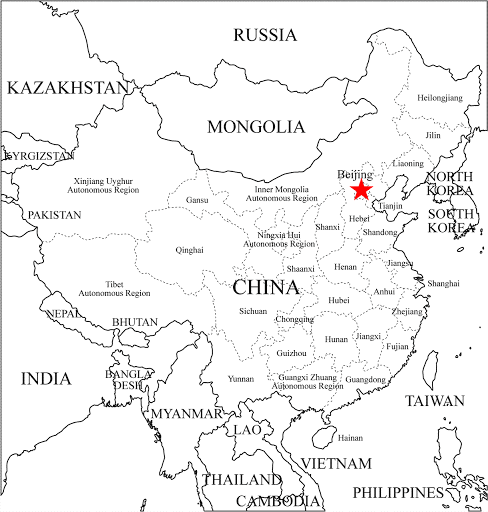 RUSSIA
KAZAKHSTAN
Heilongjiang
MONGOLIA
Jilin
KYRGIZSTAN
Liaoning
Beijing
NORTH
KOREA
Xinjiang Uyghur
Autonomous Region
Inner Mongolia
Autonomous Region
Gansu
Tianjin
PAKISTAN
SOUTH
KOREA
Hebei
Shanxi
Shandong
Ningxia Hui
Autonomous Region
Qinghai
Shaanxi
Henan
Jiangsu
Tibet
Autonomous Region
CHINA
Shanghai
Anhui
Hubei
NEPAL
BHUTAN
Sichuan
Chongqing
Zhejiang
Hunan
Jiangxi
Fujian
Guizhou
INDIA
BANGLA
DESH
Yunnan
Guangxi Zhuang
Autonomous Region
Guangdong
TAIWAN
MYANMAR
LAO
Hainan
VIETNAM
THAILAND
CAMBODIA
PHILIPPINES